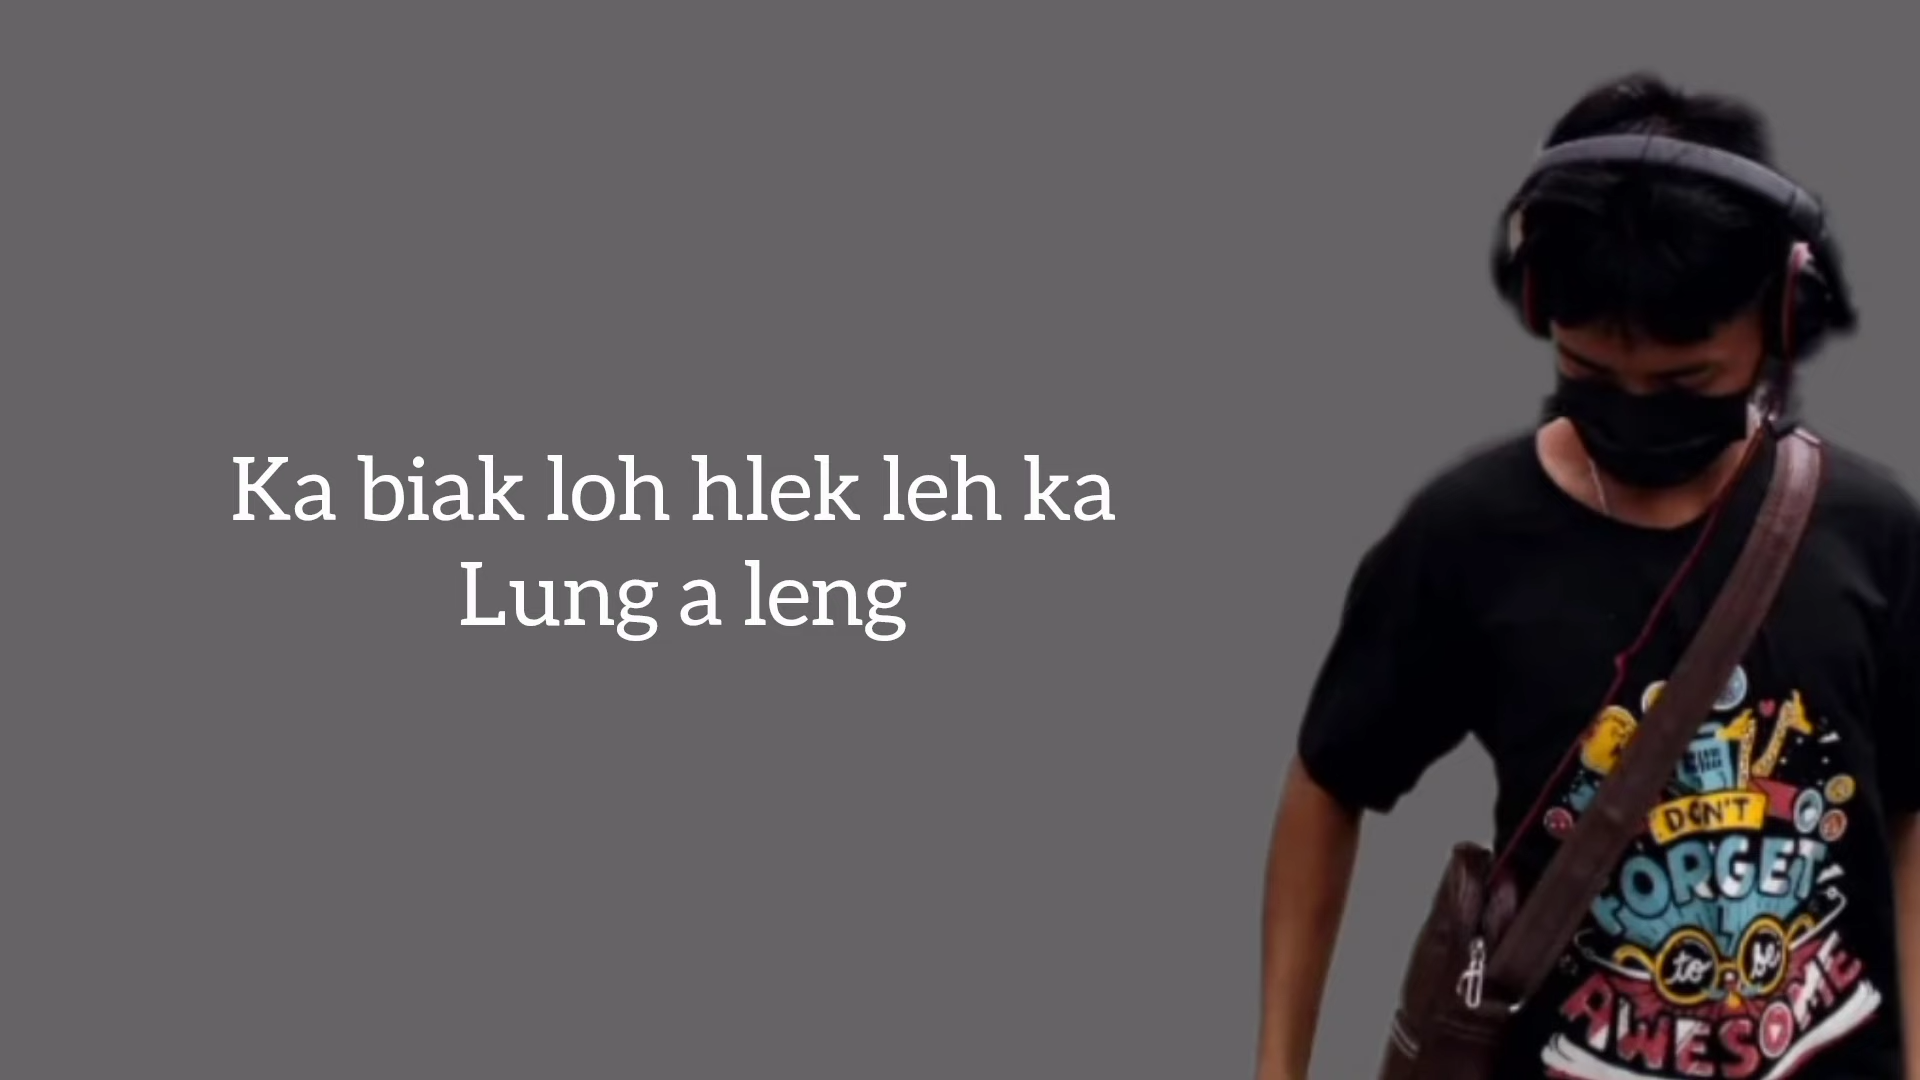 Ka biak loh hlek leh ka
Lung a leng
DON'T
FORGET
to be
AWESOME